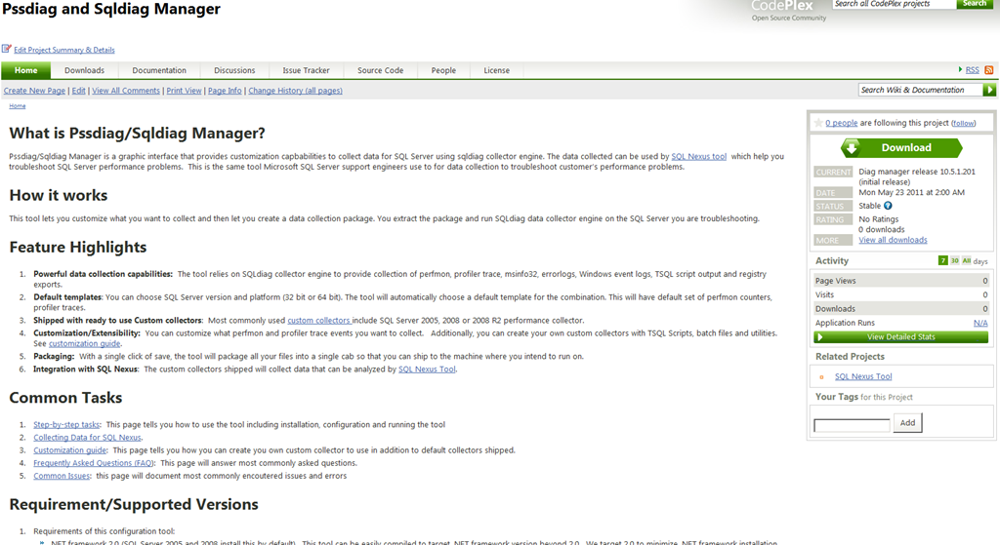 Pssdiag and Sqldiag Manager
CodePlex
Open Source Community
Search all CodePlex projects
Search
Edit Project Summary & Details
Home Downloads Documentation Discussions Issue Tracker Source Code People License
RSS
Create New Page | Edit | View All Comments | Print View | Page Info | Change History (all pages)
Search Wiki & Documentation
Home
What is Pssdiag/Sqldiag Manager?
Pssdiag/Sqldiag Manager is a graphic interface that provides customization capbabilities to collect data for SQL Server using sqldiag collector engine. The data collected can be used by SQL Nexus tool which help you
troubleshoot SQL Server performance problems. This is the same tool Microsoft SQL Server support engineers use to for data collection to troubleshoot customer's performance problems.
How it works
This tool lets you customize what you want to collect and then let you create a data collection package. You extract the package and run SQLdiag data collector engine on the SQL Server you are troubleshooting.
Feature Highlights
1. Powerful data collection capabilities: The tool relies on SQLdiag collector engine to provide collection of perfmon, profiler trace, msinfo32, errorlogs, Windows event logs, TSQL script output and registry
exports.
2. Default templates: You can choose SQL Server version and platform (32 bit or 64 bit). The tool will automatically choose a default template for the combination. This will have default set of perfmon counters,
profiler traces.
3. Shipped with ready to use Custom collectors: Most commonly used custom collectors include SQL Server 2005, 2008 or 2008 R2 performance collector.
4. Customization/Extensibility: You can customize what perfmon and profiler trace events you want to collect. Additionally, you can create your own custom collectors with TSQL Scripts, batch files and utilities.
See customization guide.
5. Packaging: With a single click of save, the tool will package all your files into a single cab so that you can ship to the machine where you intend to run on.
6. Integration with SQL Nexus: The custom collectors shipped will collect data that can be analyzed by SQL Nexus Tool.
Common Tasks
1. Step-by-step tasks: This page tells you how to use the tool including installation, configuration and running the tool
2. Collecting Data for SQL Nexus.
3. Customization guide: This page tells you how you can create you own custom collector to use in addition to default collectors shipped.
4. Frequently Asked Questions (FAQ): This page will answer most commonly asked questions.
5. Common Issues: this page will document most commonly encoutered issues and errors
Requirement/Supported Versions
1. Requirements of this configuration tool:
.NET framework 2.0 (SQL Server 2005 and 2008 install this by default). This tool can be easily compiled to target .NET framework version beyond 2.0. We target 2.0 to minimize .NET framework installation
0 people are following this project (follow)
Download
CURRENT Diag manager release 10.5.1.201
(initial release)
DATE Mon May 23 2011 at 2:00 AM
STATUS Stable ?
RATING No Ratings
0 downloads
MORE View all downloads
Activity 7 30 All days
Page Views 0
Visits 0
Downloads 0
Application Runs N/A
View Detailed Stats
Related Projects
SQL Nexus Tool
Your Tags for this Project
Add